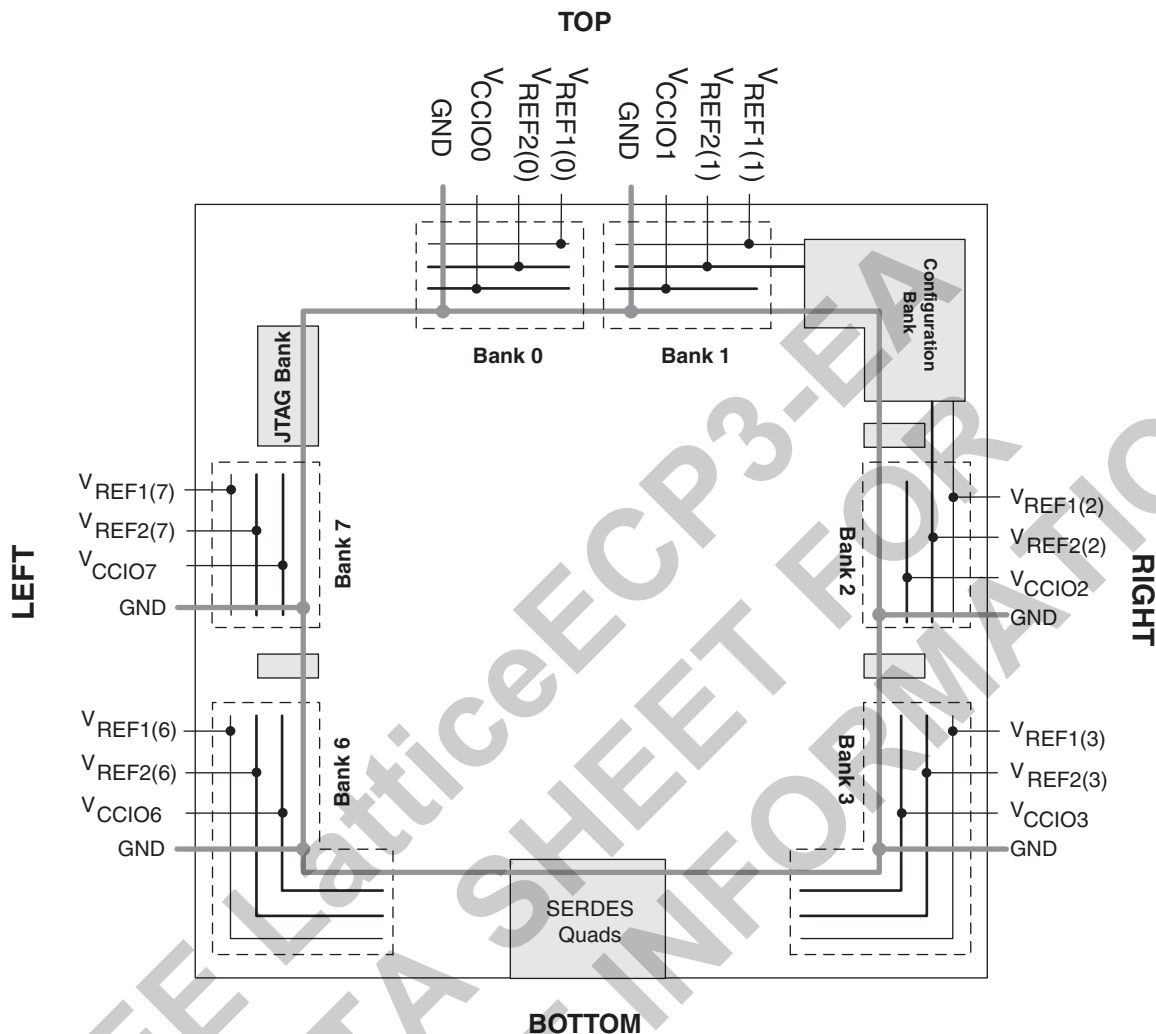 TOP
GND
VCCIO0
VREF2(0)
VREF1(0)
GND
VCCIO1
VREF2(1)
VREF1(1)
Configuration
Bank
Bank 0
Bank 1
JTAG Bank
LEFT
VREF1(7)
VREF2(7)
VCCIO7
GND
Bank 7
Bank 2
VREF1(2)
VREF2(2)
VCCIO2
GND
RIGHT
VREF1(6)
VREF2(6)
VCCIO6
GND
Bank 6
Bank 3
VREF1(3)
VREF2(3)
VCCIO3
GND
SERDES
Quads
BOTTOM
LatticeECP3-EA
SHEET FOR